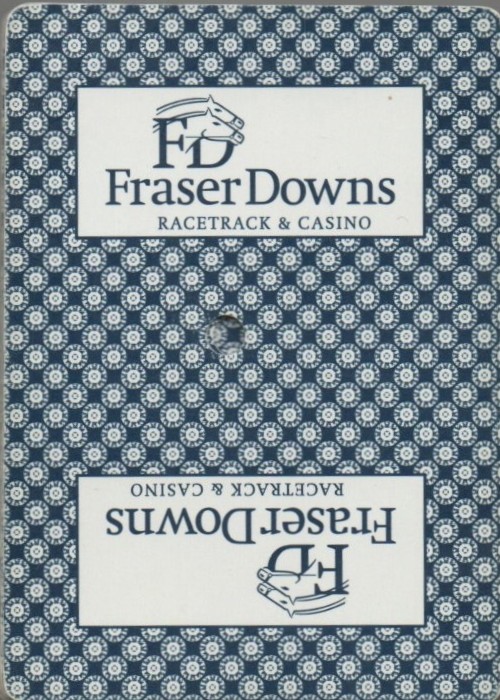 FD
Fraser Downs
RACETRACK & CASINO
RACETRACK & CASINO
Fraser Downs
FD